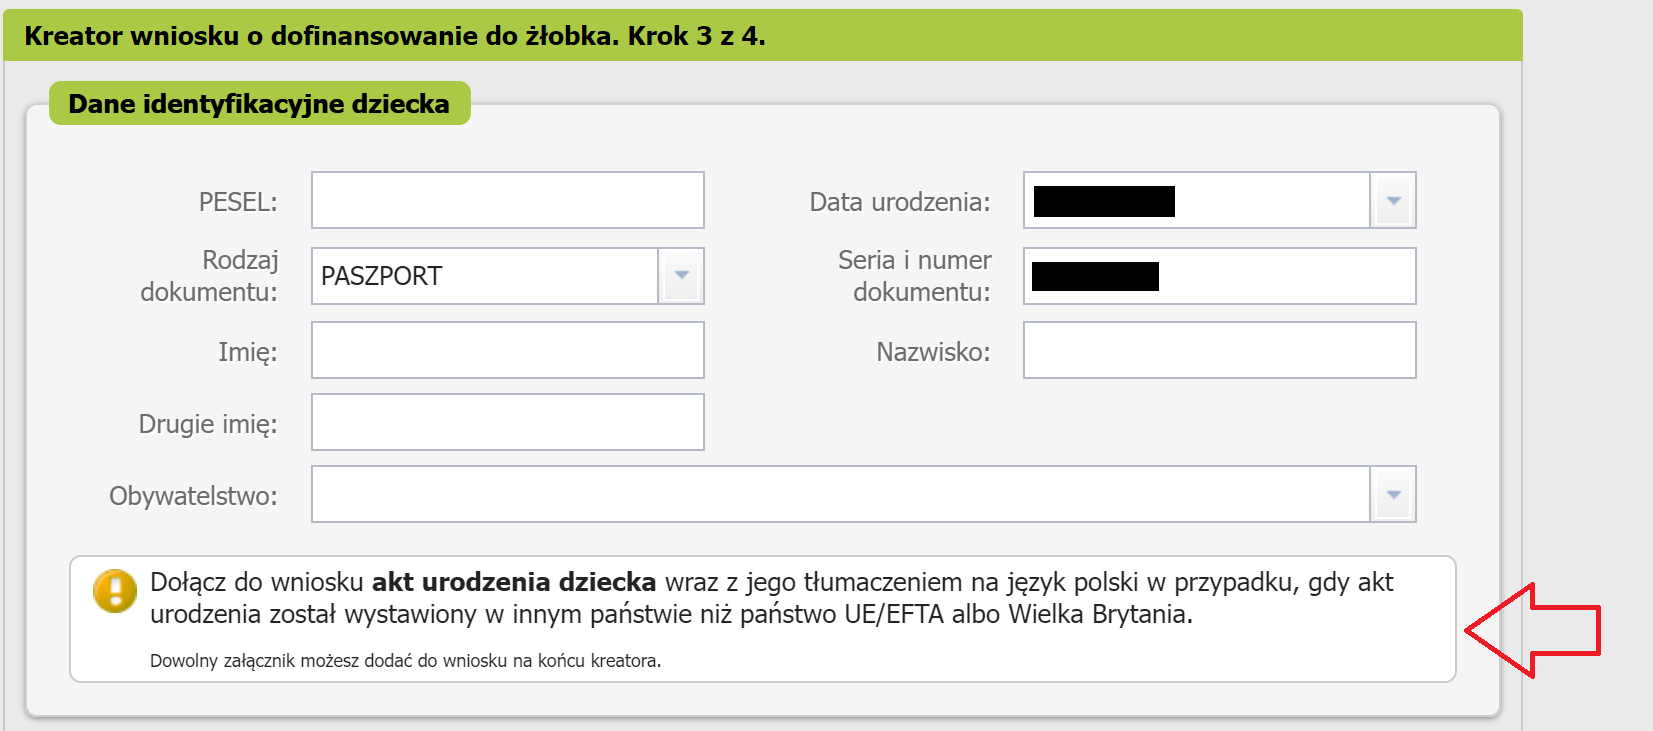 Kreator wniosku o dofinansowanie do żłobka. Krok 3 z 4.
Dane identyfikacyjne dziecka
PESEL:
Data urodzenia:
Rodzaj
dokumentu:
PASZPORT
Seria i numer
dokumentu:
Imię:
Nazwisko:
Drugie imię:
Obywatelstwo:
Dołącz do wniosku akt urodzenia dziecka wraz z jego tłumaczeniem na język polski w przypadku, gdy akt
urodzenia został wystawiony w innym państwie niż państwo UE/EFTA albo Wielka Brytania.
Dowolny załącznik możesz dodać do wniosku na końcu kreatora.